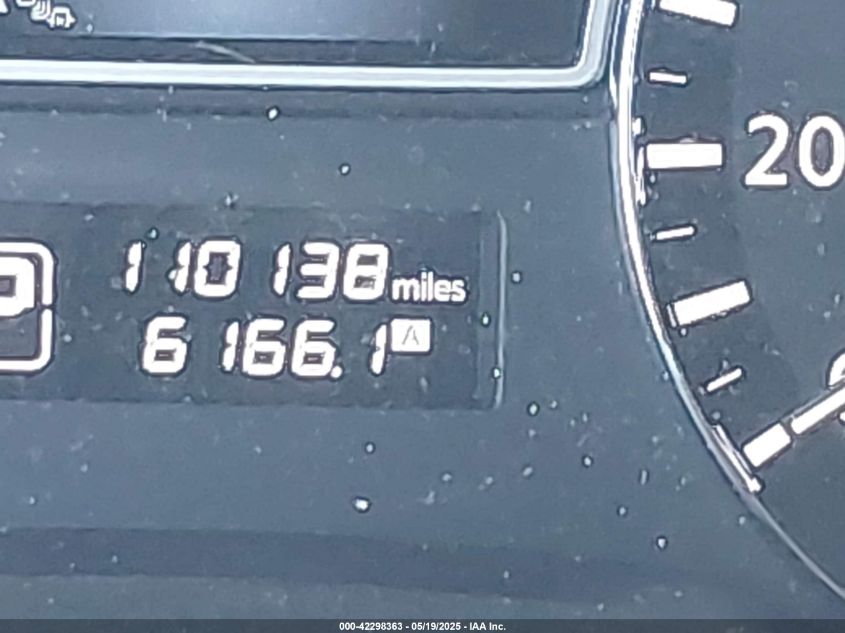 20
110138 miles
P
6166.1 A
000-42298363 - 05/19/2025 - IAA Inc.